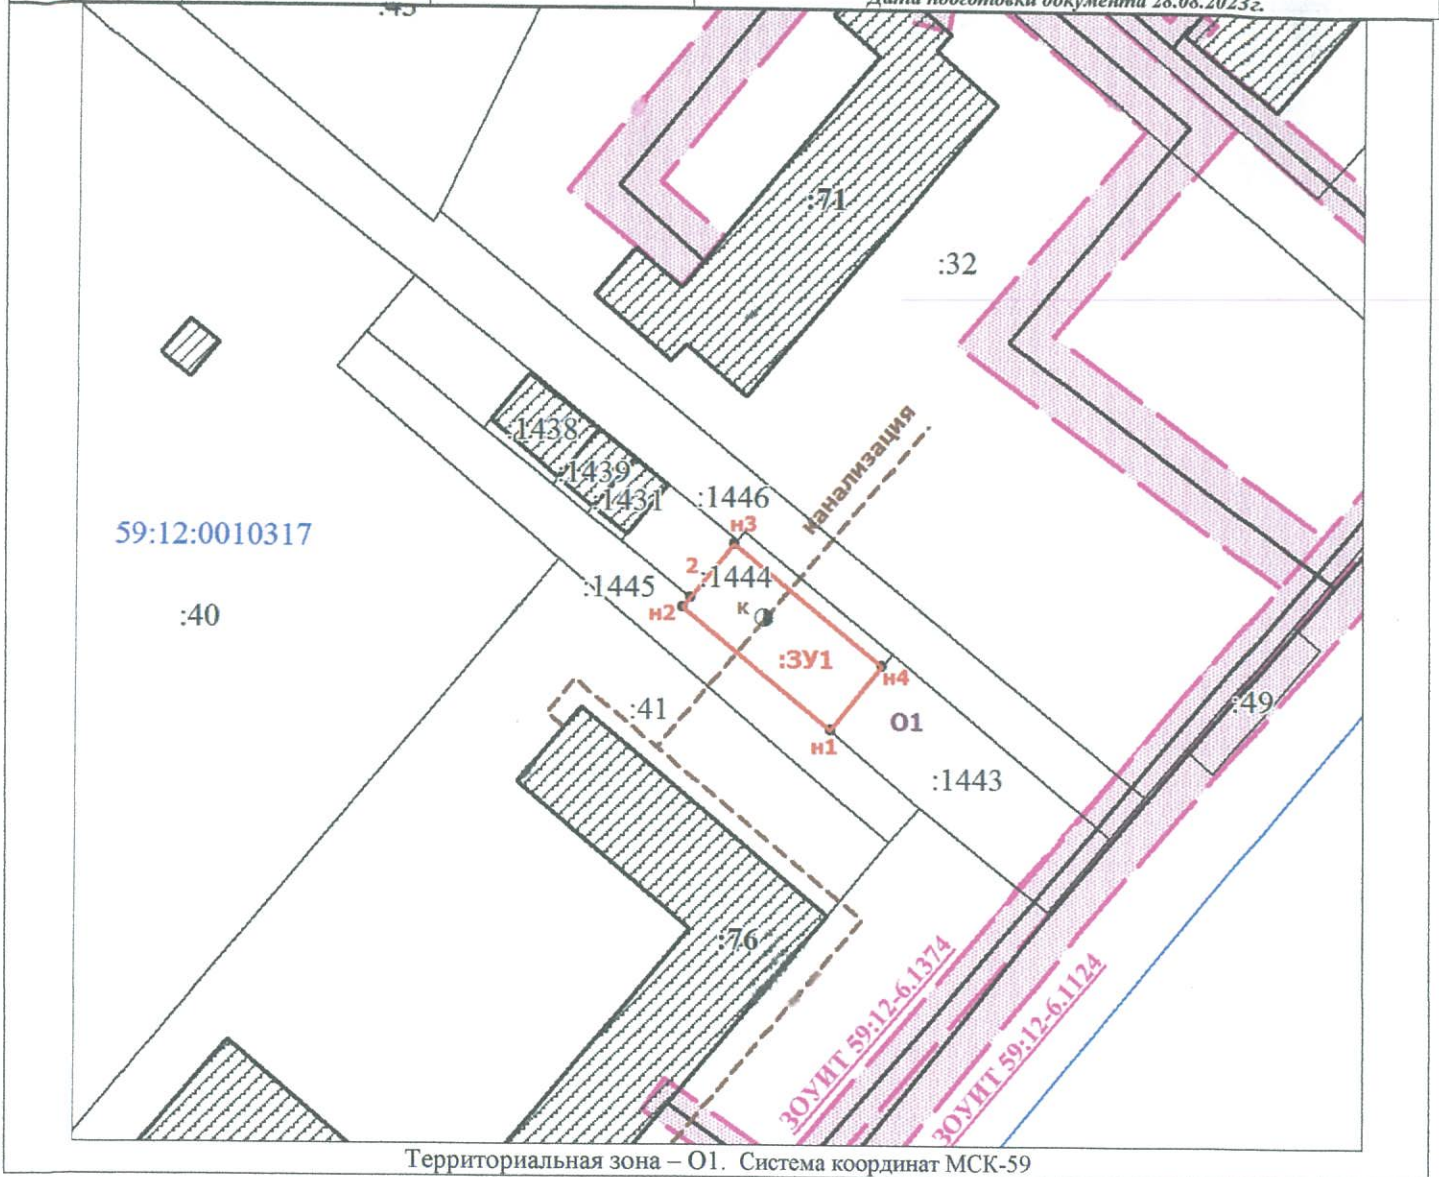 Дата подготовки документа 28.08.2023г.
:43
:71
:32
:1438
:1439
:1431
:1446
канализация
н3
59:12:0010317
2
:1444
:1445
н2
к
:40
:ЗУ1
н4
:41
О1
:49
н1
:1443
:76
ЗОУИТ 59:12-6.1374
ЗОУИТ 59:12-6.1124
Территориальная зона – О1. Система координат МСК-59